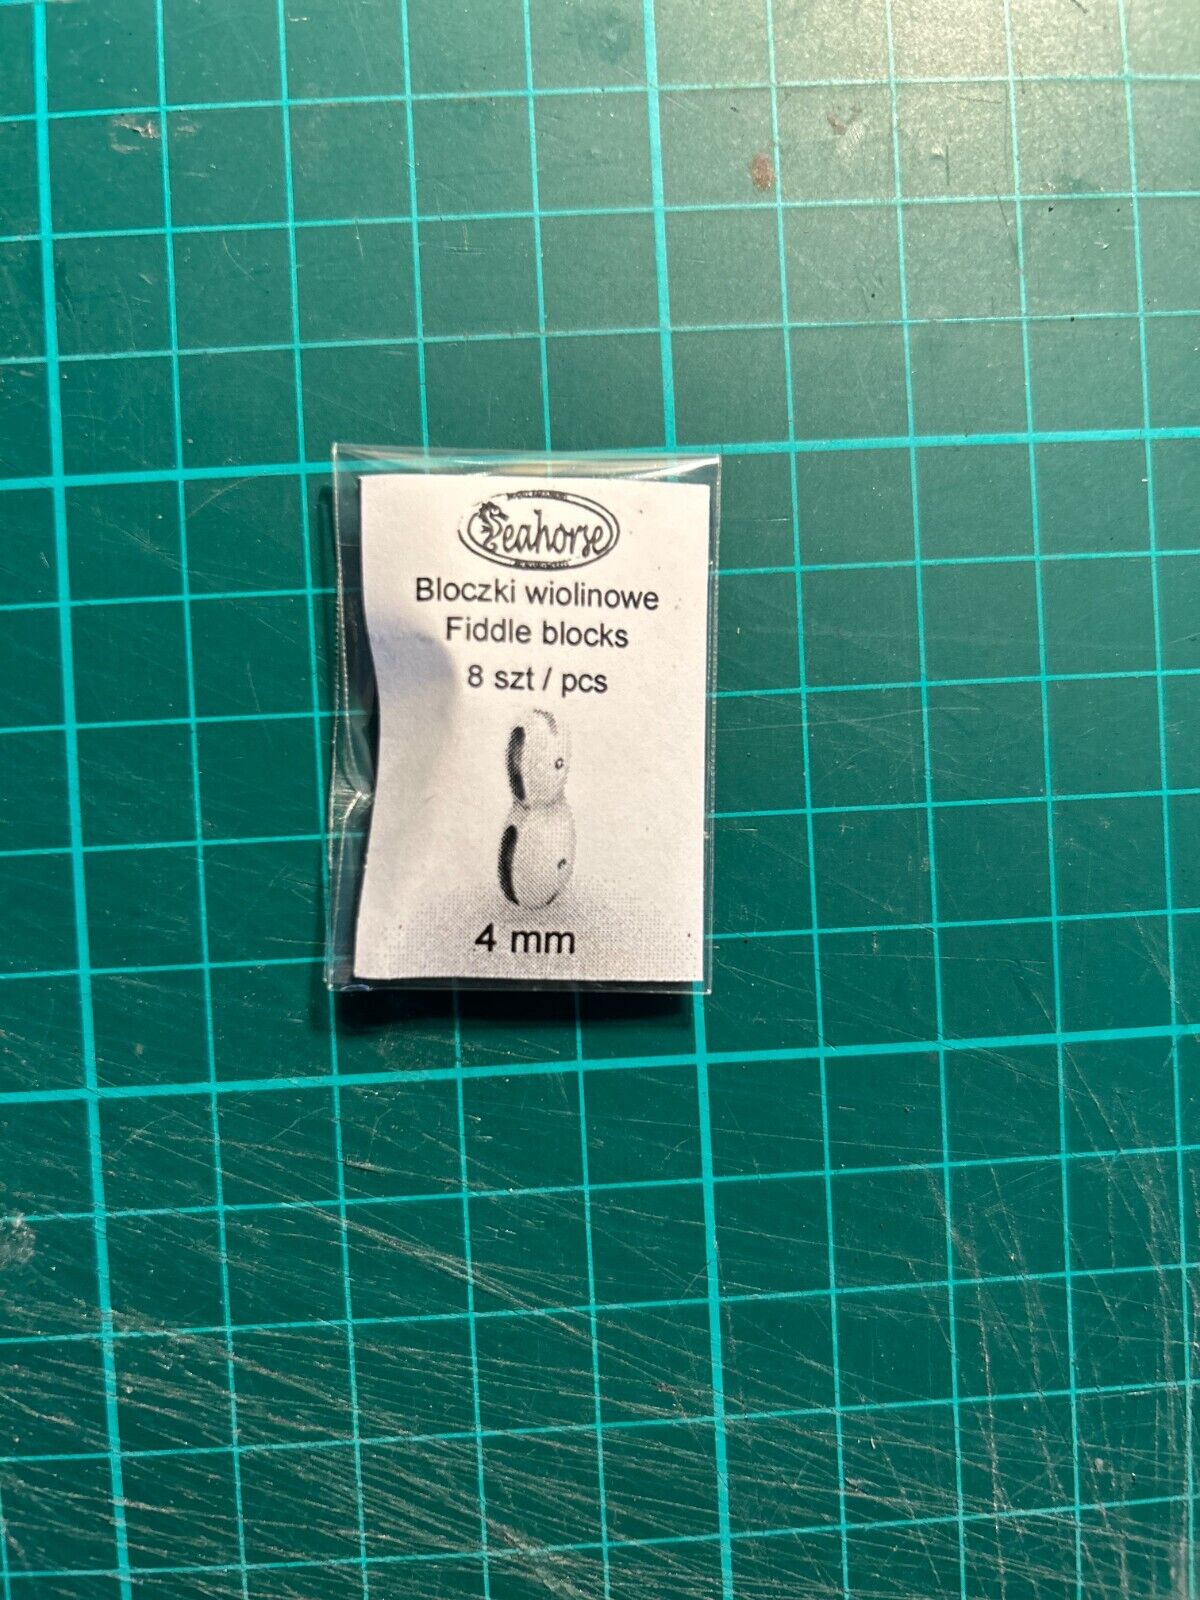 Seahorse
Bloczki wiolinowe
Fiddle blocks
8 szt / pcs
4 mm